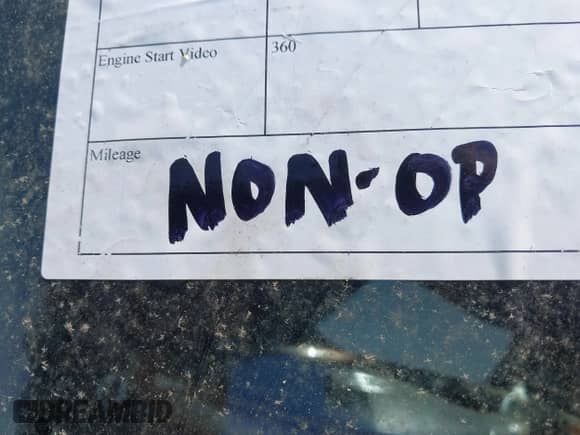 Engine Start Video
360
Mileage
NON-OP
DREAMBID